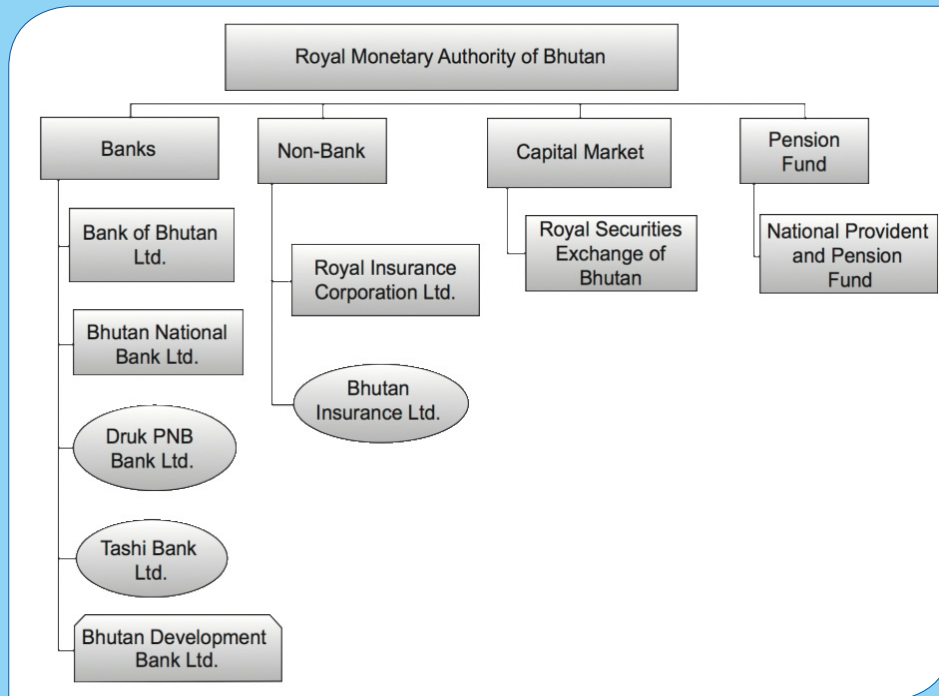 Royal Monetary Authority of Bhutan
Banks
Bank of Bhutan
Ltd.
Bhutan National
Bank Ltd.
Druk PNB
Bank Ltd.
Tashi Bank
Ltd.
Bhutan Development
Bank Ltd.
Non-Bank
Royal Insurance
Corporation Ltd.
Bhutan
Insurance Ltd.
Capital Market
Royal Securities
Exchange of
Bhutan
Pension
Fund
National Provident
and Pension
Fund